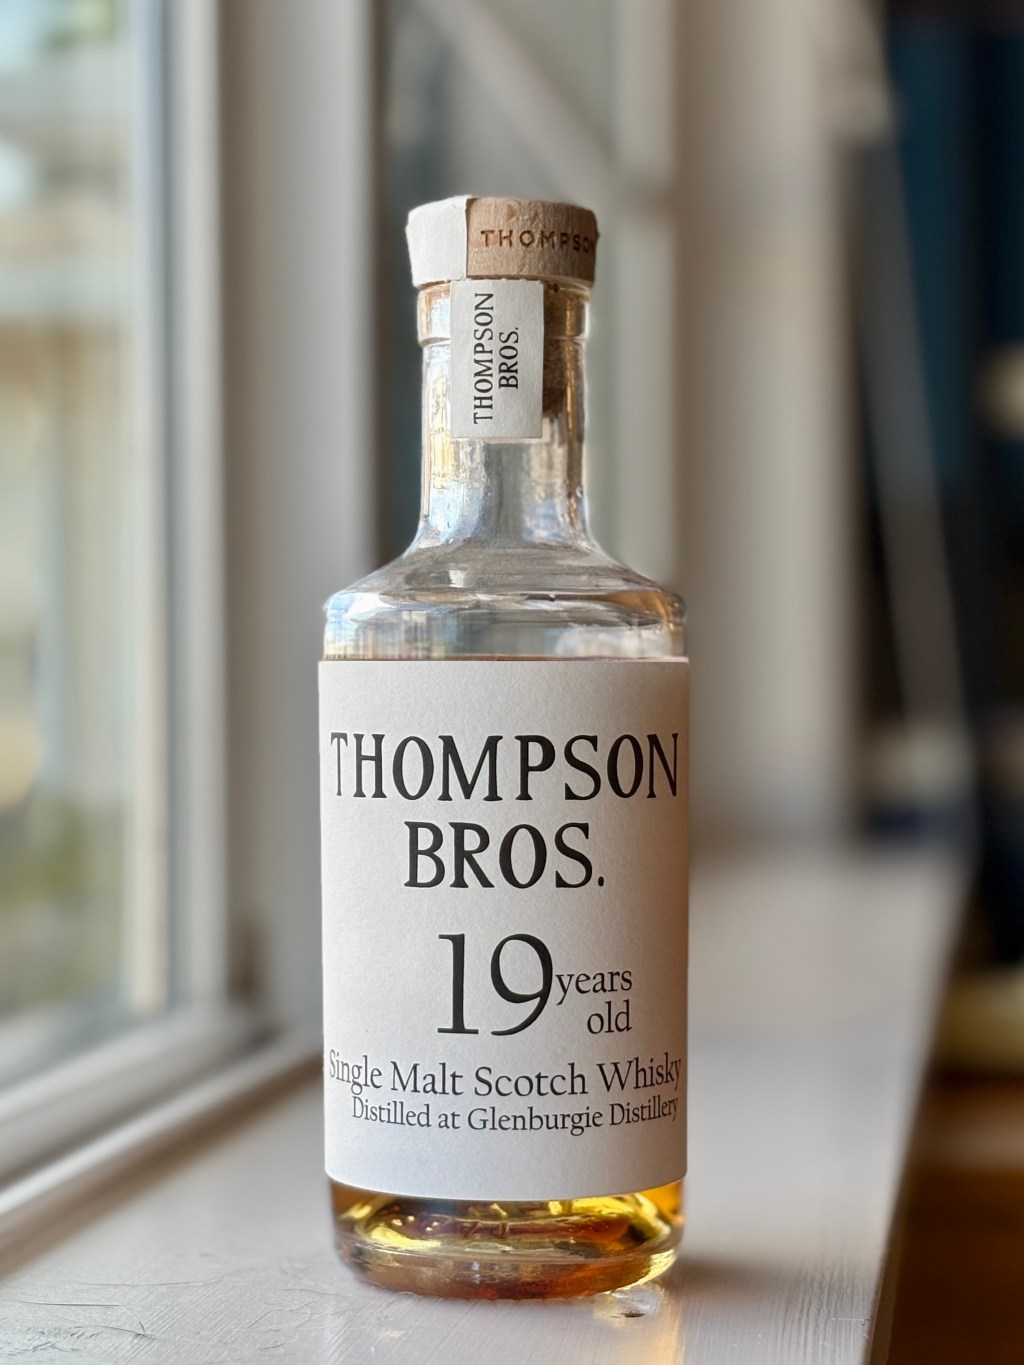 THOMPSON
THOMPSON
BROS.
THOMPSON
BROS.
19 years
old
Single Malt Scotch Whisky
Distilled at Glenburgie Distillery